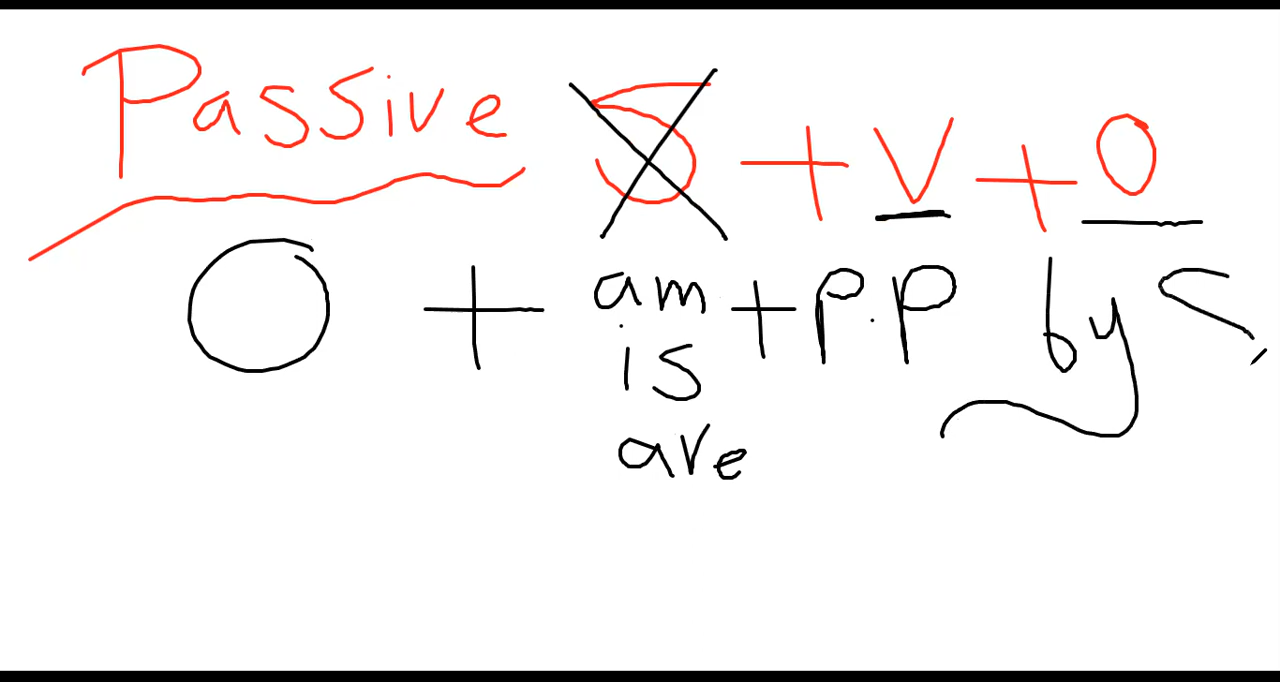 Passive S + V + O
O + am + p.p by S
is
are